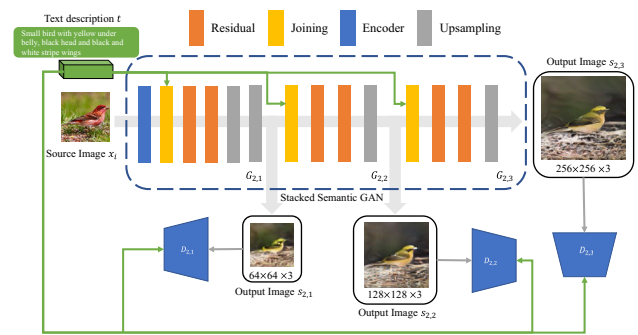 Text description t
Residual
Joining
Encoder
Upsampling
Small bird with yellow under
belly, black head and black and
white stripe wings
Output Image s2,3
Source Image xi
256×256 ×3
G2,1
G2,2
G2,3
Stacked Semantic GAN
D2,1
64×64 ×3
Output Image s2,1
128×128 ×3
Output Image s2,2
D2,2
D2,3